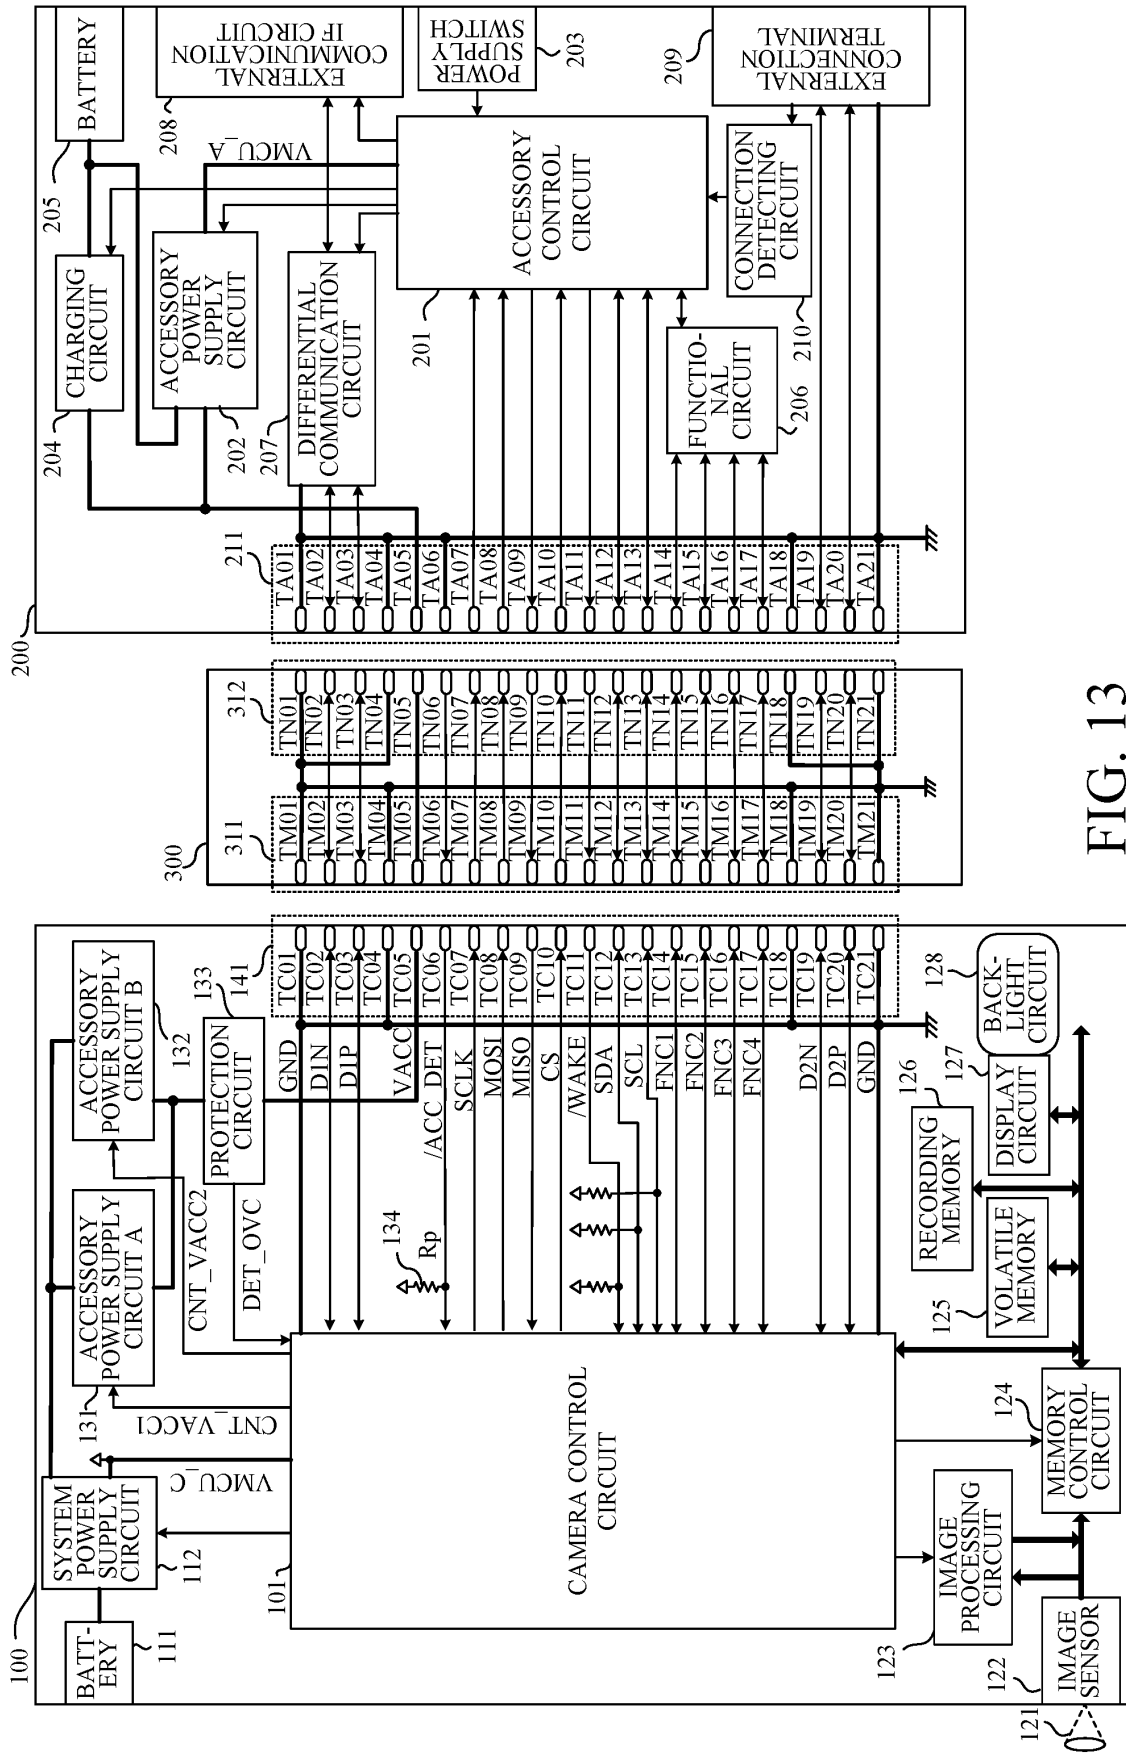 100
BATT-
ERY
111
SYSTEM
POWER
SUPPLY
CIRCUIT
112
VMCU_C
CNT_VACC1
ACCESSORY
POWER SUPPLY
CIRCUIT A
131
CNT_VACC2
DET_OVC
ACCESSORY
POWER SUPPLY
CIRCUIT B
132
PROTECTION
CIRCUIT
133
141
101
CAMERA CONTROL
CIRCUIT
134
Rp
GND
D1N
D1P
VACC
/ACC_DET
SCLK
MOSI
MISO
CS
/WAKE
SDA
SCL
FNC1
FNC2
FNC3
FNC4
D2N
D2P
GND
TC01
TC02
TC03
TC04
TC05
TC06
TC07
TC08
TC09
TC10
TC11
TC12
TC13
TC14
TC15
TC16
TC17
TC18
TC19
TC20
TC21
121
IMAGE
SENSOR
122
IMAGE
PROCESSING
CIRCUIT
123
MEMORY
CONTROL
CIRCUIT
124
VOLATILE
MEMORY
125
RECORDING
MEMORY
126
DISPLAY
CIRCUIT
127
BACK-
LIGHT
CIRCUIT
128
300
311
TM01
TM02
TM03
TM04
TM05
TM06
TM07
TM08
TM09
TM10
TM11
TM12
TM13
TM14
TM15
TM16
TM17
TM18
TM19
TM20
TM21
312
TN01
TN02
TN03
TN04
TN05
TN06
TN07
TN08
TN09
TN10
TN11
TN12
TN13
TN14
TN15
TN16
TN17
TN18
TN19
TN20
TN21
200
211
TA01
TA02
TA03
TA04
TA05
TA06
TA07
TA08
TA09
TA10
TA11
TA12
TA13
TA14
TA15
TA16
TA17
TA18
TA19
TA20
TA21
204
CHARGING
CIRCUIT
205
BATTERY
202
ACCESSORY
POWER
SUPPLY
CIRCUIT
VMCU_A
207
DIFFERENTIAL
COMMUNICATION
CIRCUIT
208
EXTERNAL
COMMUNICATION
IF CIRCUIT
201
ACCESSORY
CONTROL
CIRCUIT
POWER
SUPPLY
SWITCH
203
FUNCTIO-
NAL
CIRCUIT
206
CONNECTION
DETECTING
CIRCUIT
210
209
EXTERNAL
CONNECTION
TERMINAL
FIG. 13